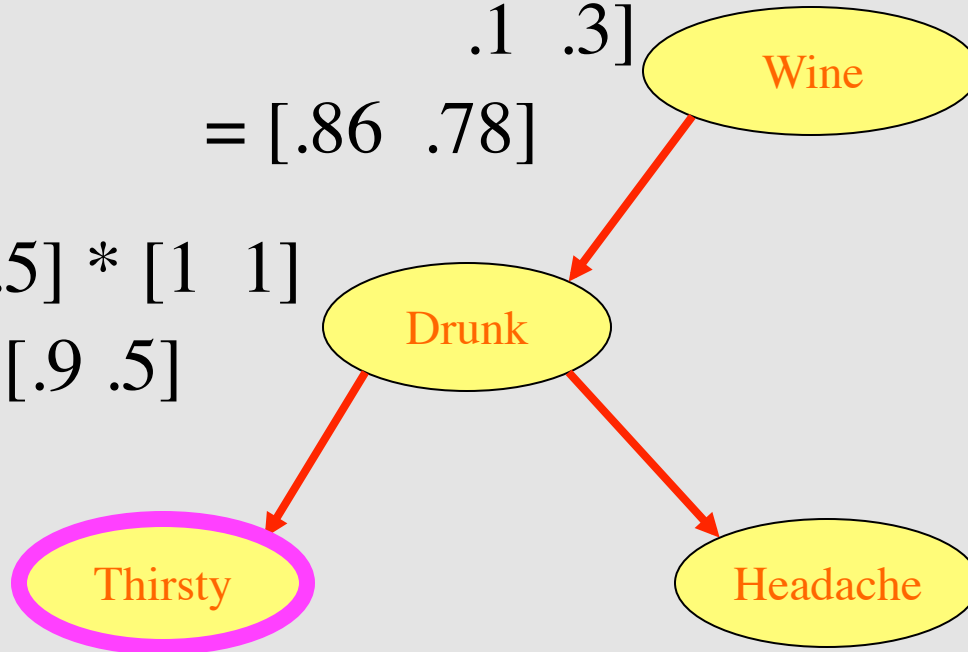 .1 .3]
Wine
= [.86 .78]
.5] * [1 1]
Drunk
[.9 .5]
Thirsty
Headache